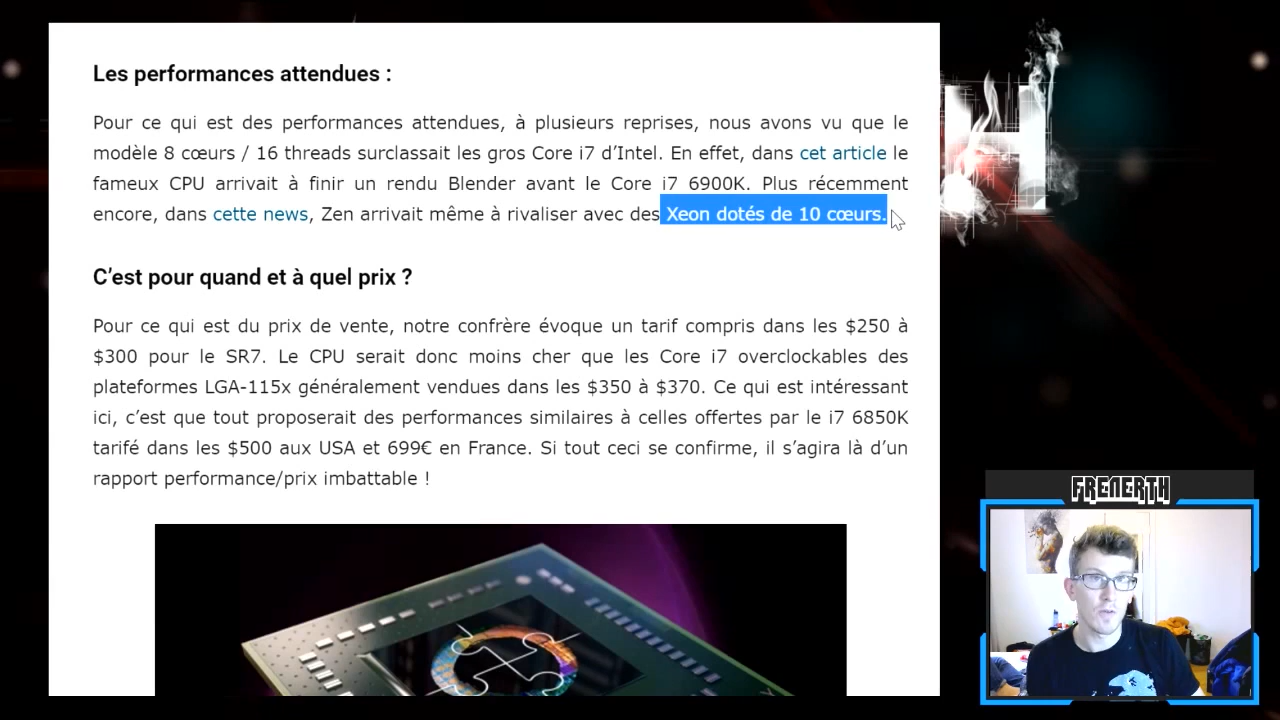 Les performances attendues :
Pour ce qui est des performances attendues, à plusieurs reprises, nous avons vu que le
modèle 8 cœurs / 16 threads surclassait les gros Core i7 d’Intel. En effet, dans cet article le
fameux CPU arrivait à finir un rendu Blender avant le Core i7 6900K. Plus récemment
encore, dans cette news, Zen arrivait même à rivaliser avec des Xeon dotés de 10 cœurs.
C’est pour quand et à quel prix ?
Pour ce qui est du prix de vente, notre confrère évoque un tarif compris dans les $250 à
$300 pour le SR7. Le CPU serait donc moins cher que les Core i7 overclockables des
plateformes LGA-115x généralement vendues dans les $350 à $370. Ce qui est intéressant
ici, c’est que tout proposerait des performances similaires à celles offertes par le i7 6850K
tarifé dans les $500 aux USA et 699€ en France. Si tout ceci se confirme, il s’agira là d’un
rapport performance/prix imbattable !
FRENERTH